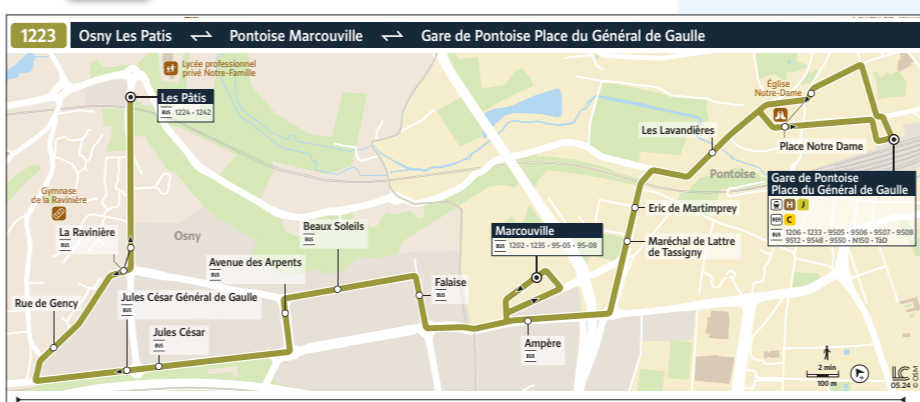 1223 Osny Les Patis Pontoise Marcouville Gare de Pontoise Place du Général de Gaulle
Lycée professionnel
privé Notre-Famille
Les Pâtis
BUS 1224 - 1242
Église
Notre-Dame
Les Lavandières
Place Notre Dame
Pontoise
Gare de Pontoise
Place du Général de Gaulle
H J
RER C
BUS 1206 - 1233 - 9505 - 9506 - 9507 - 9508
9512 - 9548 - 9550 - N150 - TàD
Gymnase
de la Ravinière
La Ravinière
BUS
Osny
Beaux Soleils
BUS
Marcouville
BUS 1202 - 1235 - 95-05 - 95-08
Eric de Martimprey
Maréchal de Lattre
de Tassigny
Avenue des Arpents
BUS
Falaise
BUS
Rue de Gency
Jules César Général de Gaulle
BUS
Jules César
BUS
Ampère
BUS
2 min
100 m
N
LC
05.24
© OSM